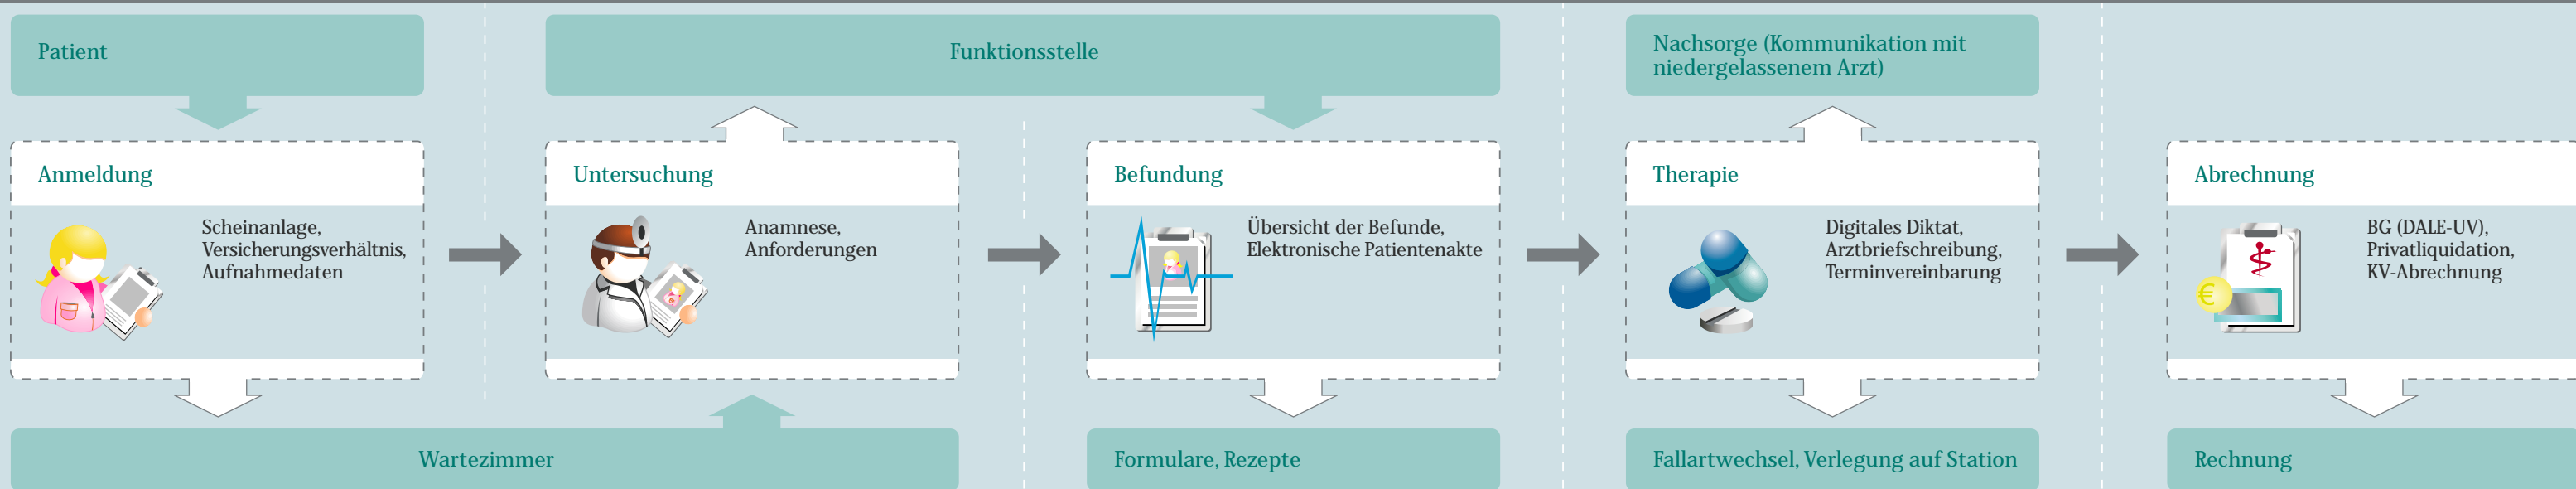 Patient
Funktionsstelle
Nachsorge (Kommunikation mit
niedergelassenem Arzt)
Anmeldung
Scheinanlage,
Versicherungsverhältnis,
Aufnahmedaten
Untersuchung
Anamnese,
Anforderungen
Befundung
Übersicht der Befunde,
Elektronische Patientenakte
Therapie
Digitales Diktat,
Arztbriefschreibung,
Terminvereinbarung
Abrechnung
€
BG (DALE-UV),
Privatliquidation,
KV-Abrechnung
Wartezimmer
Formulare, Rezepte
Fallartwechsel, Verlegung auf Station
Rechnung